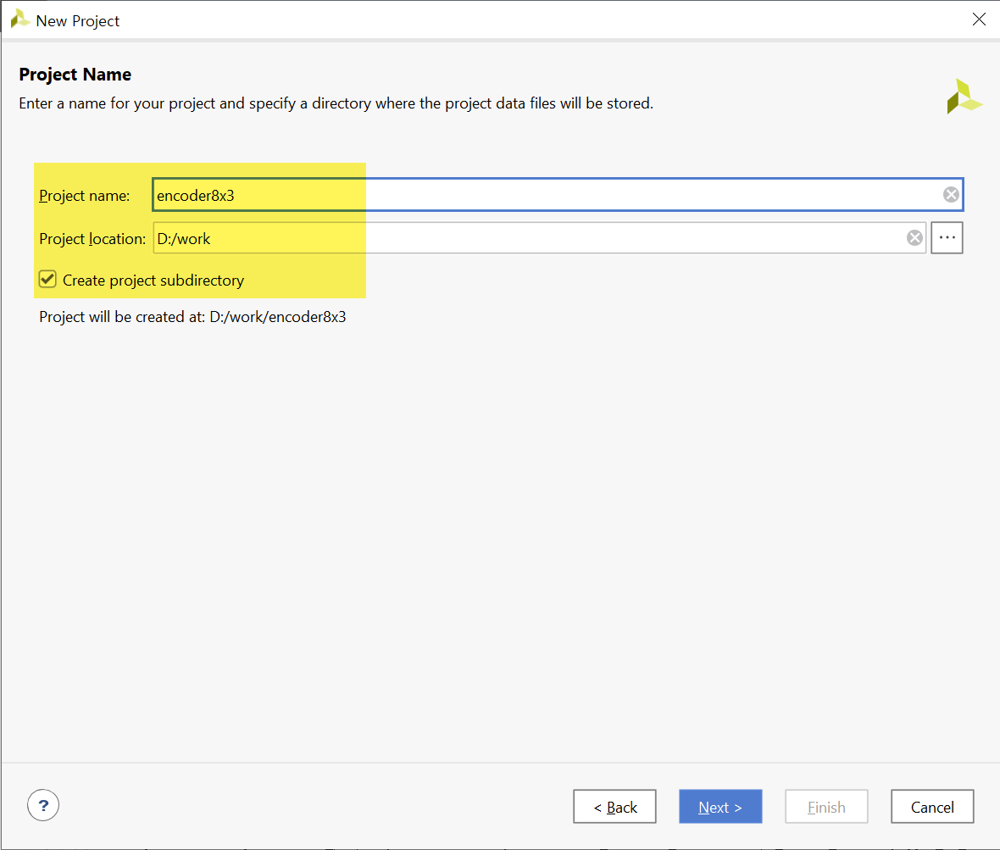 New Project
Project Name
Enter a name for your project and specify a directory where the project data files will be stored.
Project name: encoder8x3
Project location: D:/work ...
Create project subdirectory
Project will be created at: D:/work/encoder8x3
? < Back Next > Finish Cancel